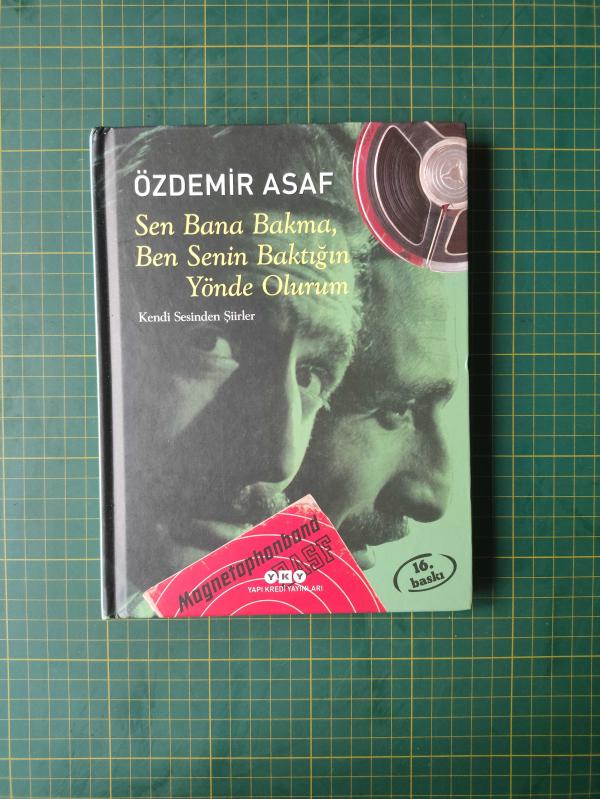 ÖZDEMİR ASAF
Sen Bana Bakma,
Ben Senin Baktığın
Yönde Olurum
Kendi Sesinden Şiirler
Magnetophonband
BASF
YKY
YAPI KREDİ YAYINLARI
16.
baskı